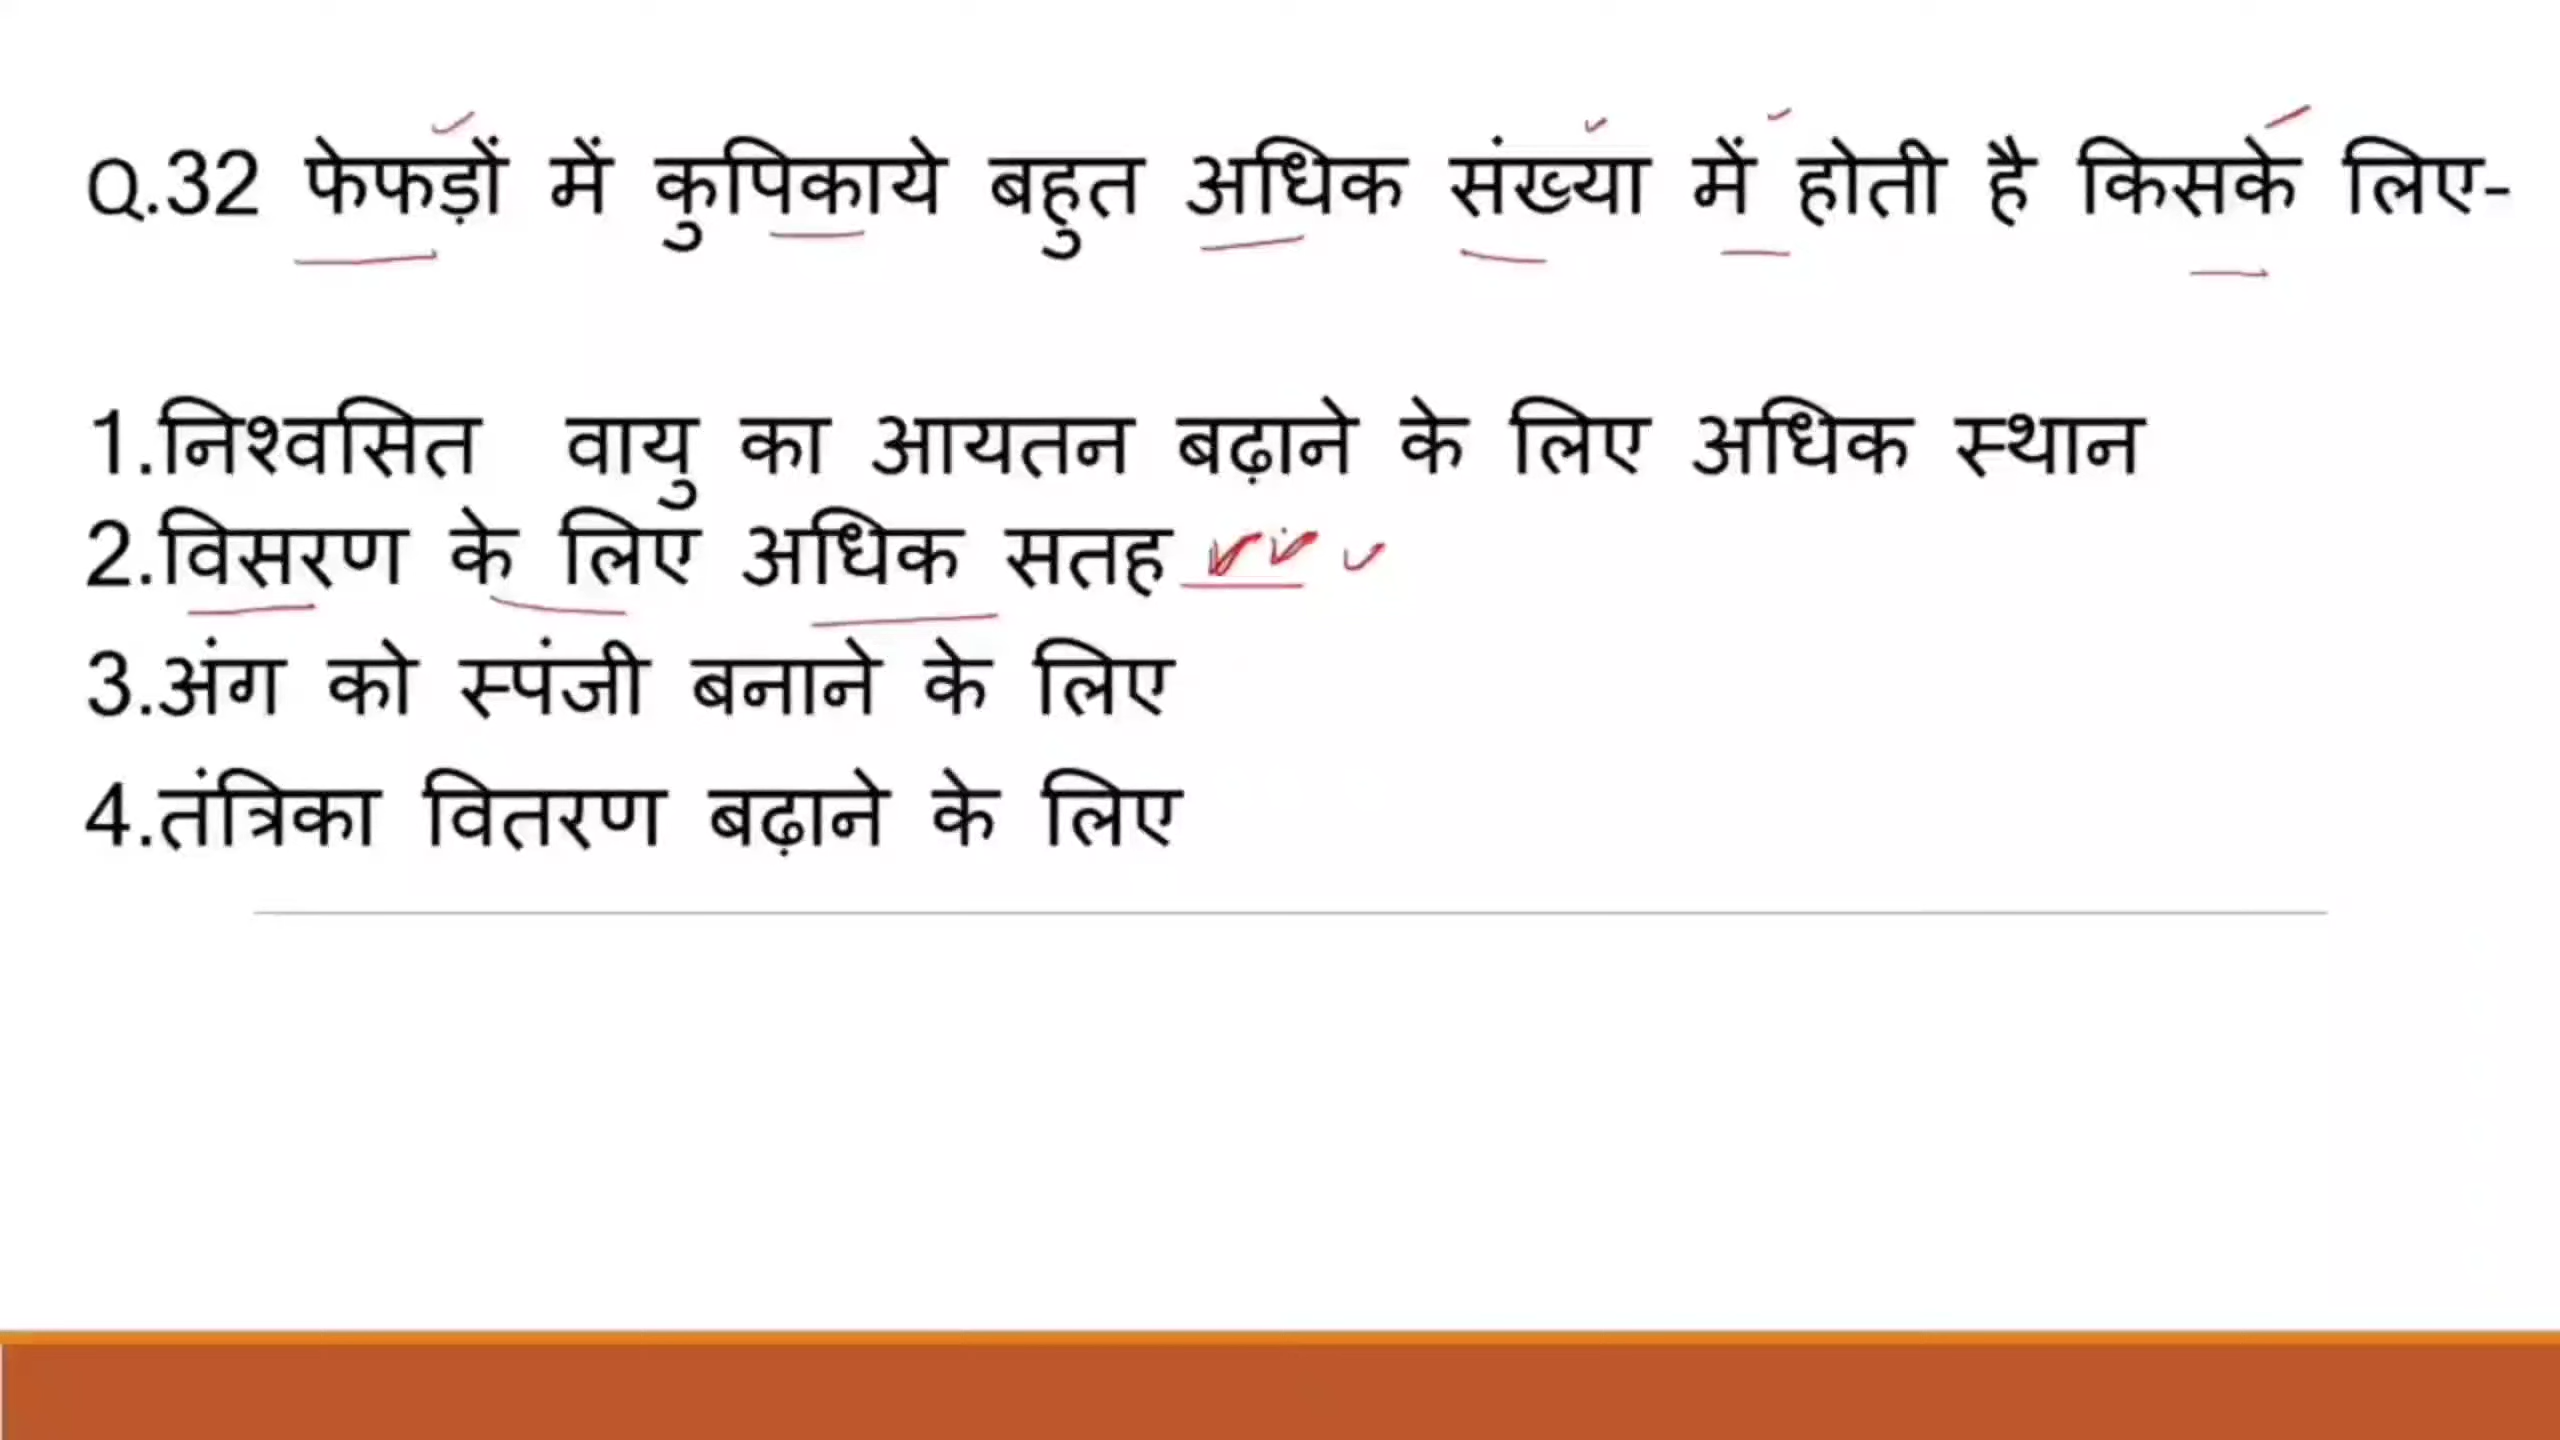 Q.32 फेफड़ों में कुपिकाये बहुत अधिक संख्या में होती है किसके लिए-
1.निश्वसित वायु का आयतन बढ़ाने के लिए अधिक स्थान
2.विसरण के लिए अधिक सतह
3.अंग को स्पंजी बनाने के लिए
4.तंत्रिका वितरण बढ़ाने के लिए